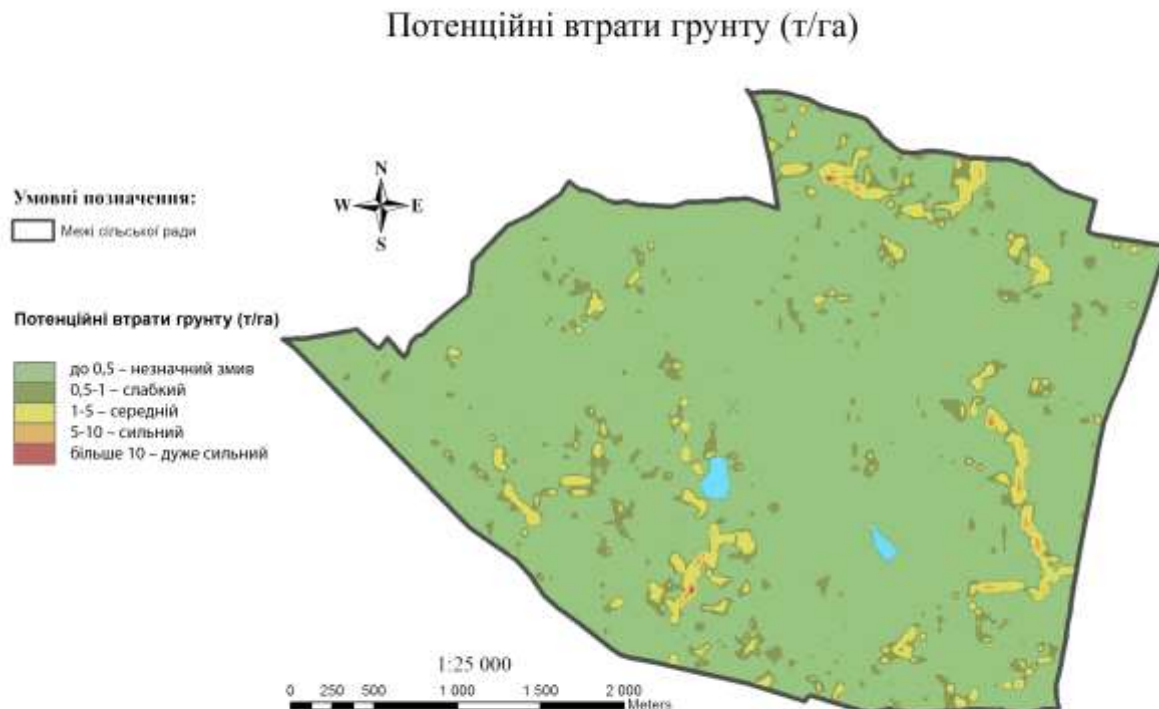 Потенційні втрати грунту (т/га)
N
W E
S
Умовні позначення:
Межі сільської ради
Потенційні втрати грунту (т/га)
до 0,5 – незначний змив
0,5-1 – слабкий
1-5 – середній
5-10 – сильний
більше 10 – дуже сильний
1:25 000
0 250 500 1 000 1 500 2 000
Meters